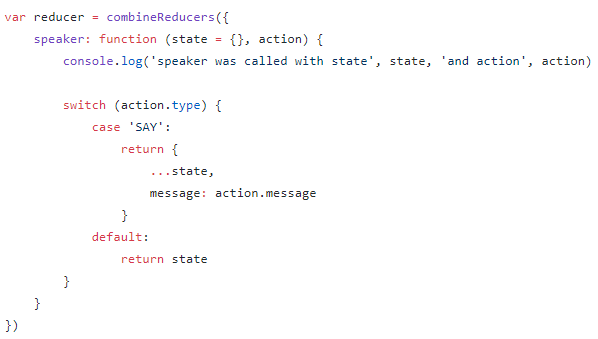 var reducer = combineReducers({
    speaker: function (state = {}, action) {
        console.log('speaker was called with state', state, 'and action', action)

        switch (action.type) {
            case 'SAY':
                return {
                    ...state,
                    message: action.message
                }
            default:
                return state
        }
    }
})